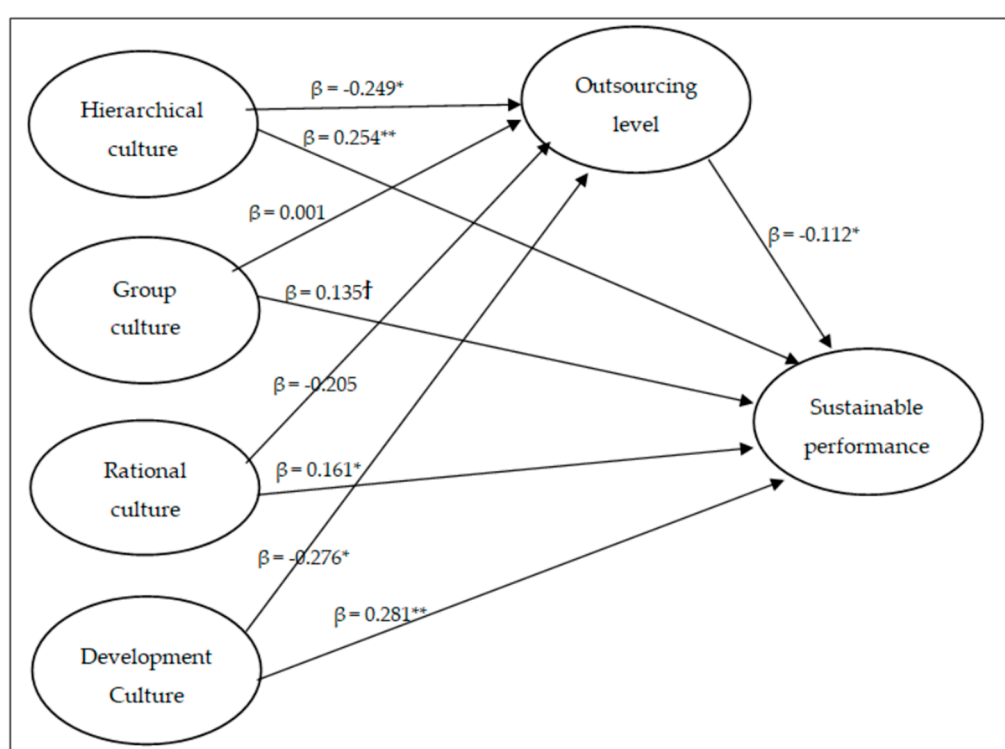 Hierarchical
culture
β = -0.249*
β = 0.254**
Outsourcing
level
β = 0.001
Group
culture
β = 0.135†
β = -0.112*
β = -0.205
Sustainable
performance
Rational
culture
β = 0.161*
β = -0.276*
β = 0.281**
Development
Culture